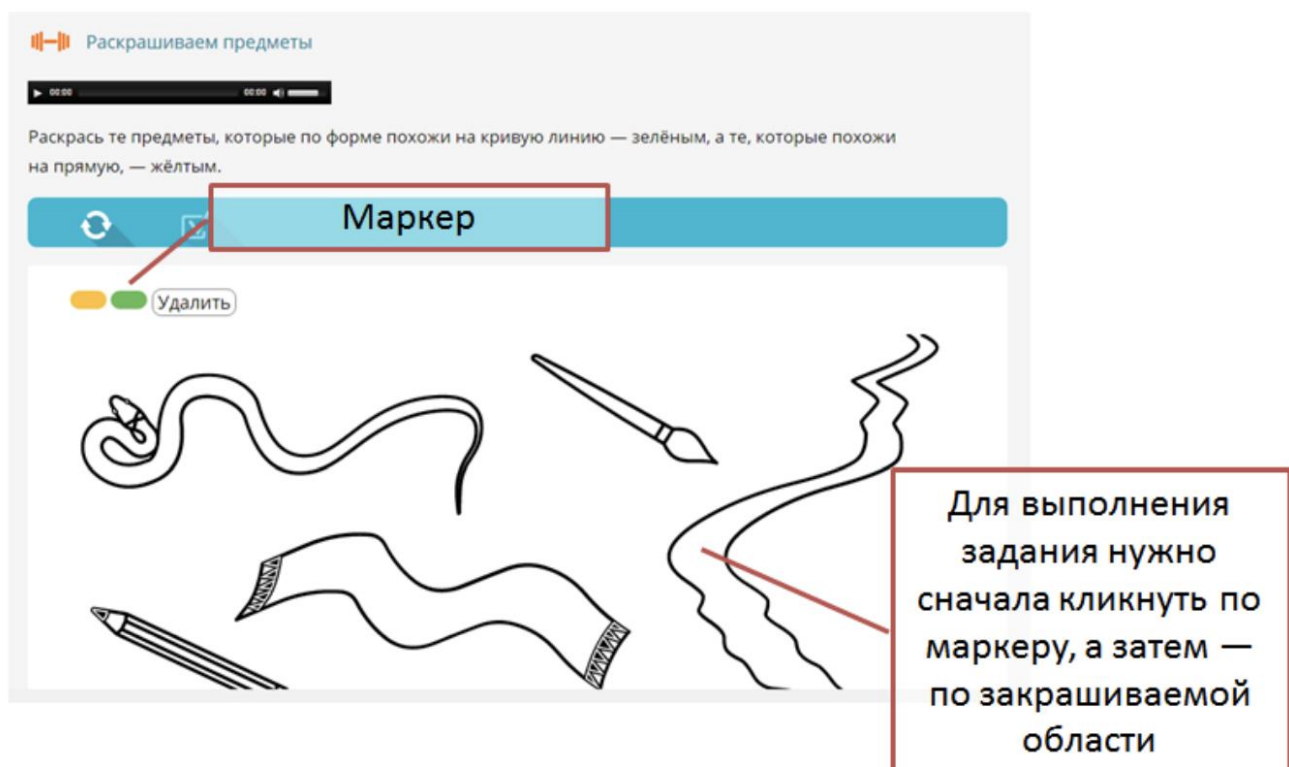 Раскрашиваем предметы
00:00 00:00
Раскрась те предметы, которые по форме похожи на кривую линию — зелёным, а те, которые похожи
на прямую, — жёлтым.
Маркер
Удалить
Для выполнения
задания нужно
сначала кликнуть по
маркеру, а затем —
по закрашиваемой
области